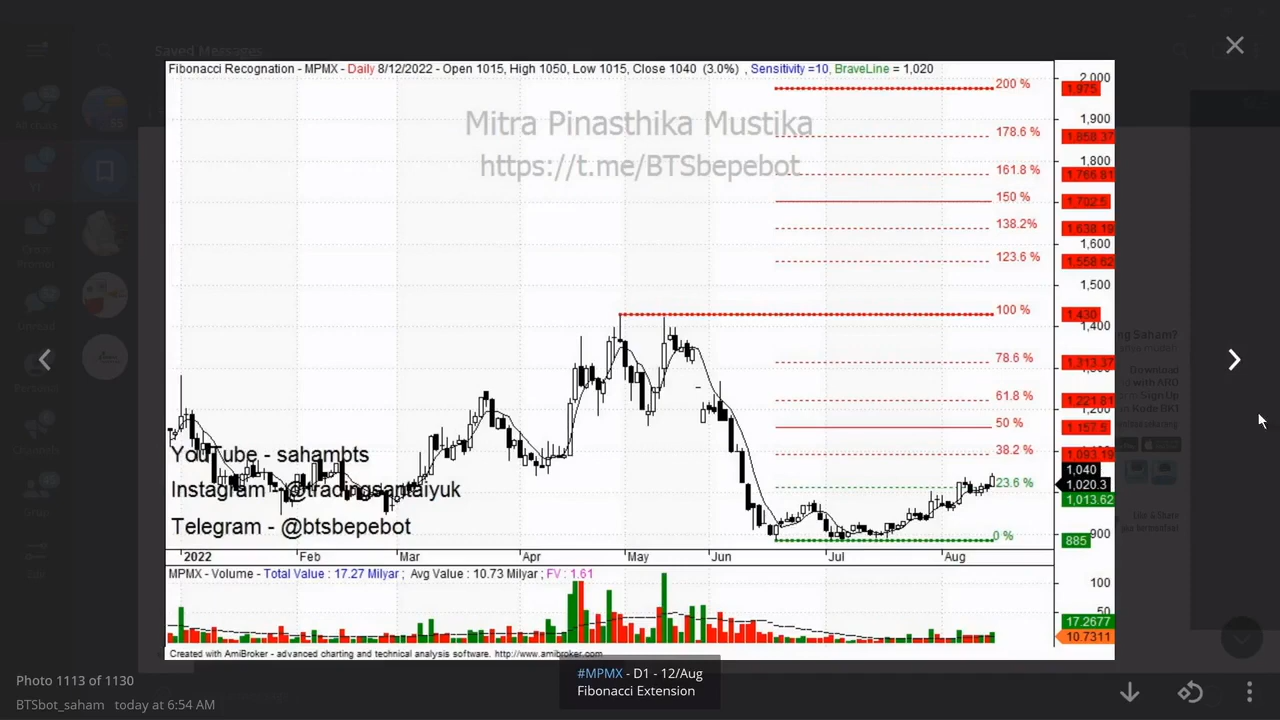 Saved Messages
Fibonacci Recognation - MPMX - Daily 8/12/2022 - Open 1015, High 1050, Low 1015, Close 1040 (3.0%) , Sensitivity =10, BraveLine = 1,020
Mitra Pinasthika Mustika
https://t.me/BTSbepebot
2,000
200 %
1,975
1,900
178.6 %
1,858.37
1,800
161.8 %
1,766.81
150 %
1,702.5
138.2%
1,638.19
1,600
123.6 %
1,558.62
1,500
100 %
1,430
1,400
78.6 %
1,313.37
61.8 %
1,221.81
1,200
50 %
1,157.5
38.2 %
1,093.19
1,040
1,020.3
23.6 %
1,013.62
900
0 %
885
YouTube - sahambts
Instagram - @tradingsantaiyuk
Telegram - @btsbepebot
2022 Feb Mar Apr May Jun Jul Aug
MPMX - Volume - Total Value : 17.27 Milyar ; Avg Value : 10.73 Milyar ; FV : 1.61
100
50
17.2677
10.7311
Created with AmiBroker - advanced charting and technical analysis software. http://www.amibroker.com
#MPMX - D1 - 12/Aug
Fibonacci Extension
Photo 1113 of 1130
BTSbot_saham today at 6:54 AM